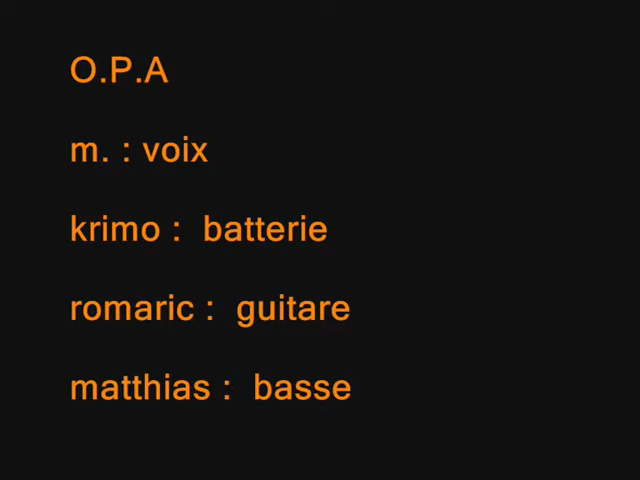 O.P.A
m. : voix
krimo :  batterie
romaric :  guitare
matthias :  basse